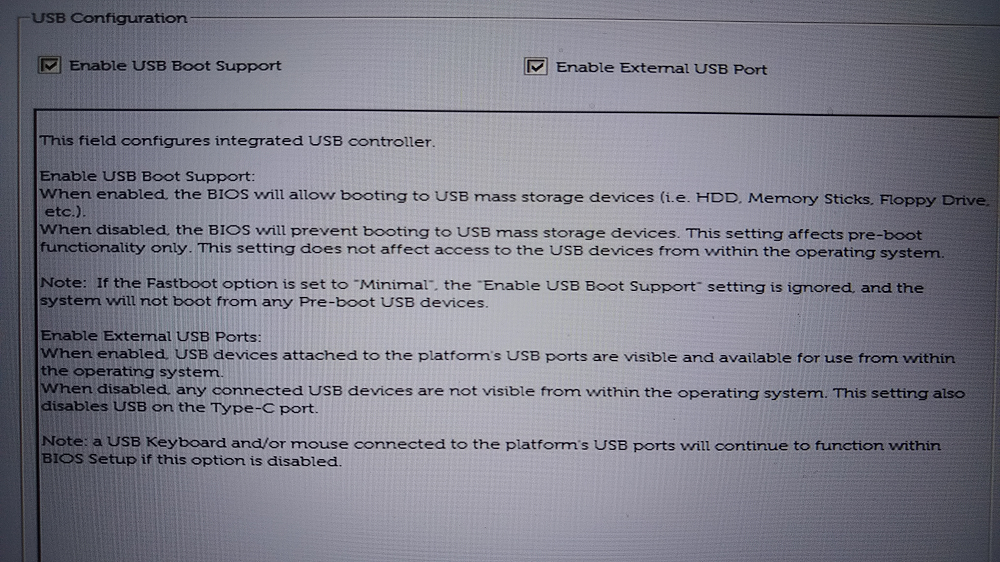 USB Configuration
Enable USB Boot Support
Enable External USB Port
This field configures integrated USB controller.
Enable USB Boot Support:
When enabled, the BIOS will allow booting to USB mass storage devices (i.e. HDD, Memory Sticks, Floppy Drive,
etc.).
When disabled, the BIOS will prevent booting to USB mass storage devices. This setting affects pre-boot
functionality only. This setting does not affect access to the USB devices from within the operating system.
Note: If the Fastboot option is set to "Minimal", the "Enable USB Boot Support" setting is ignored, and the
system will not boot from any Pre-boot USB devices.
Enable External USB Ports:
When enabled, USB devices attached to the platform's USB ports are visible and available for use from within
the operating system.
When disabled, any connected USB devices are not visible from within the operating system. This setting also
disables USB on the Type-C port.
Note: a USB Keyboard and/or mouse connected to the platform's USB ports will continue to function within
BIOS Setup if this option is disabled.